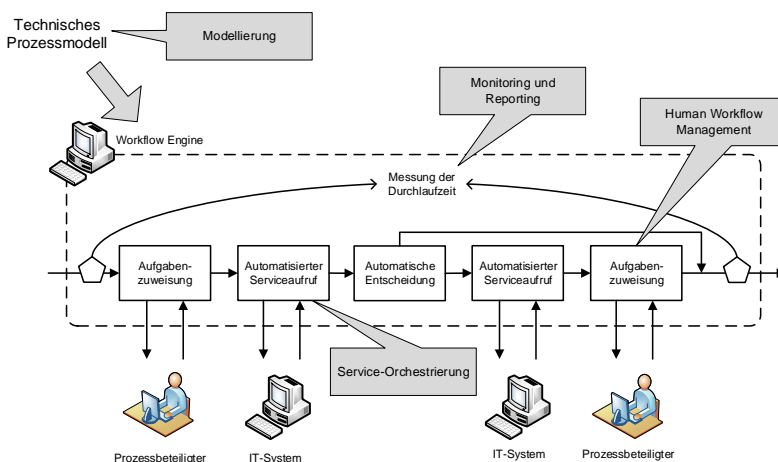 Technisches
Prozessmodell
Modellierung
Monitoring und
Reporting
Human Workflow
Management
Workflow Engine
Messung der
Durchlaufzeit
Aufgaben-
zuweisung
Automatisierter
Serviceaufruf
Automatische
Entscheidung
Automatisierter
Serviceaufruf
Aufgaben-
zuweisung
Service-Orchestrierung
Prozessbeteiligter
IT-System
IT-System
Prozessbeteiligter